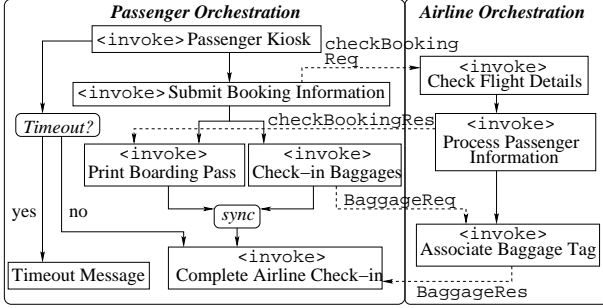 Passenger Orchestration
Airline Orchestration
<invoke> Passenger Kiosk
checkBooking
Req
<invoke>
Check Flight Details
<invoke> Submit Booking Information
Timeout?
checkBookingRes
<invoke>
Process Passenger
Information
<invoke>
Print Boarding Pass
<invoke>
Check-in Baggages
BaggageReq
yes
no
sync
<invoke>
Associate Baggage Tag
Timeout Message
<invoke>
Complete Airline Check-in
BaggageRes